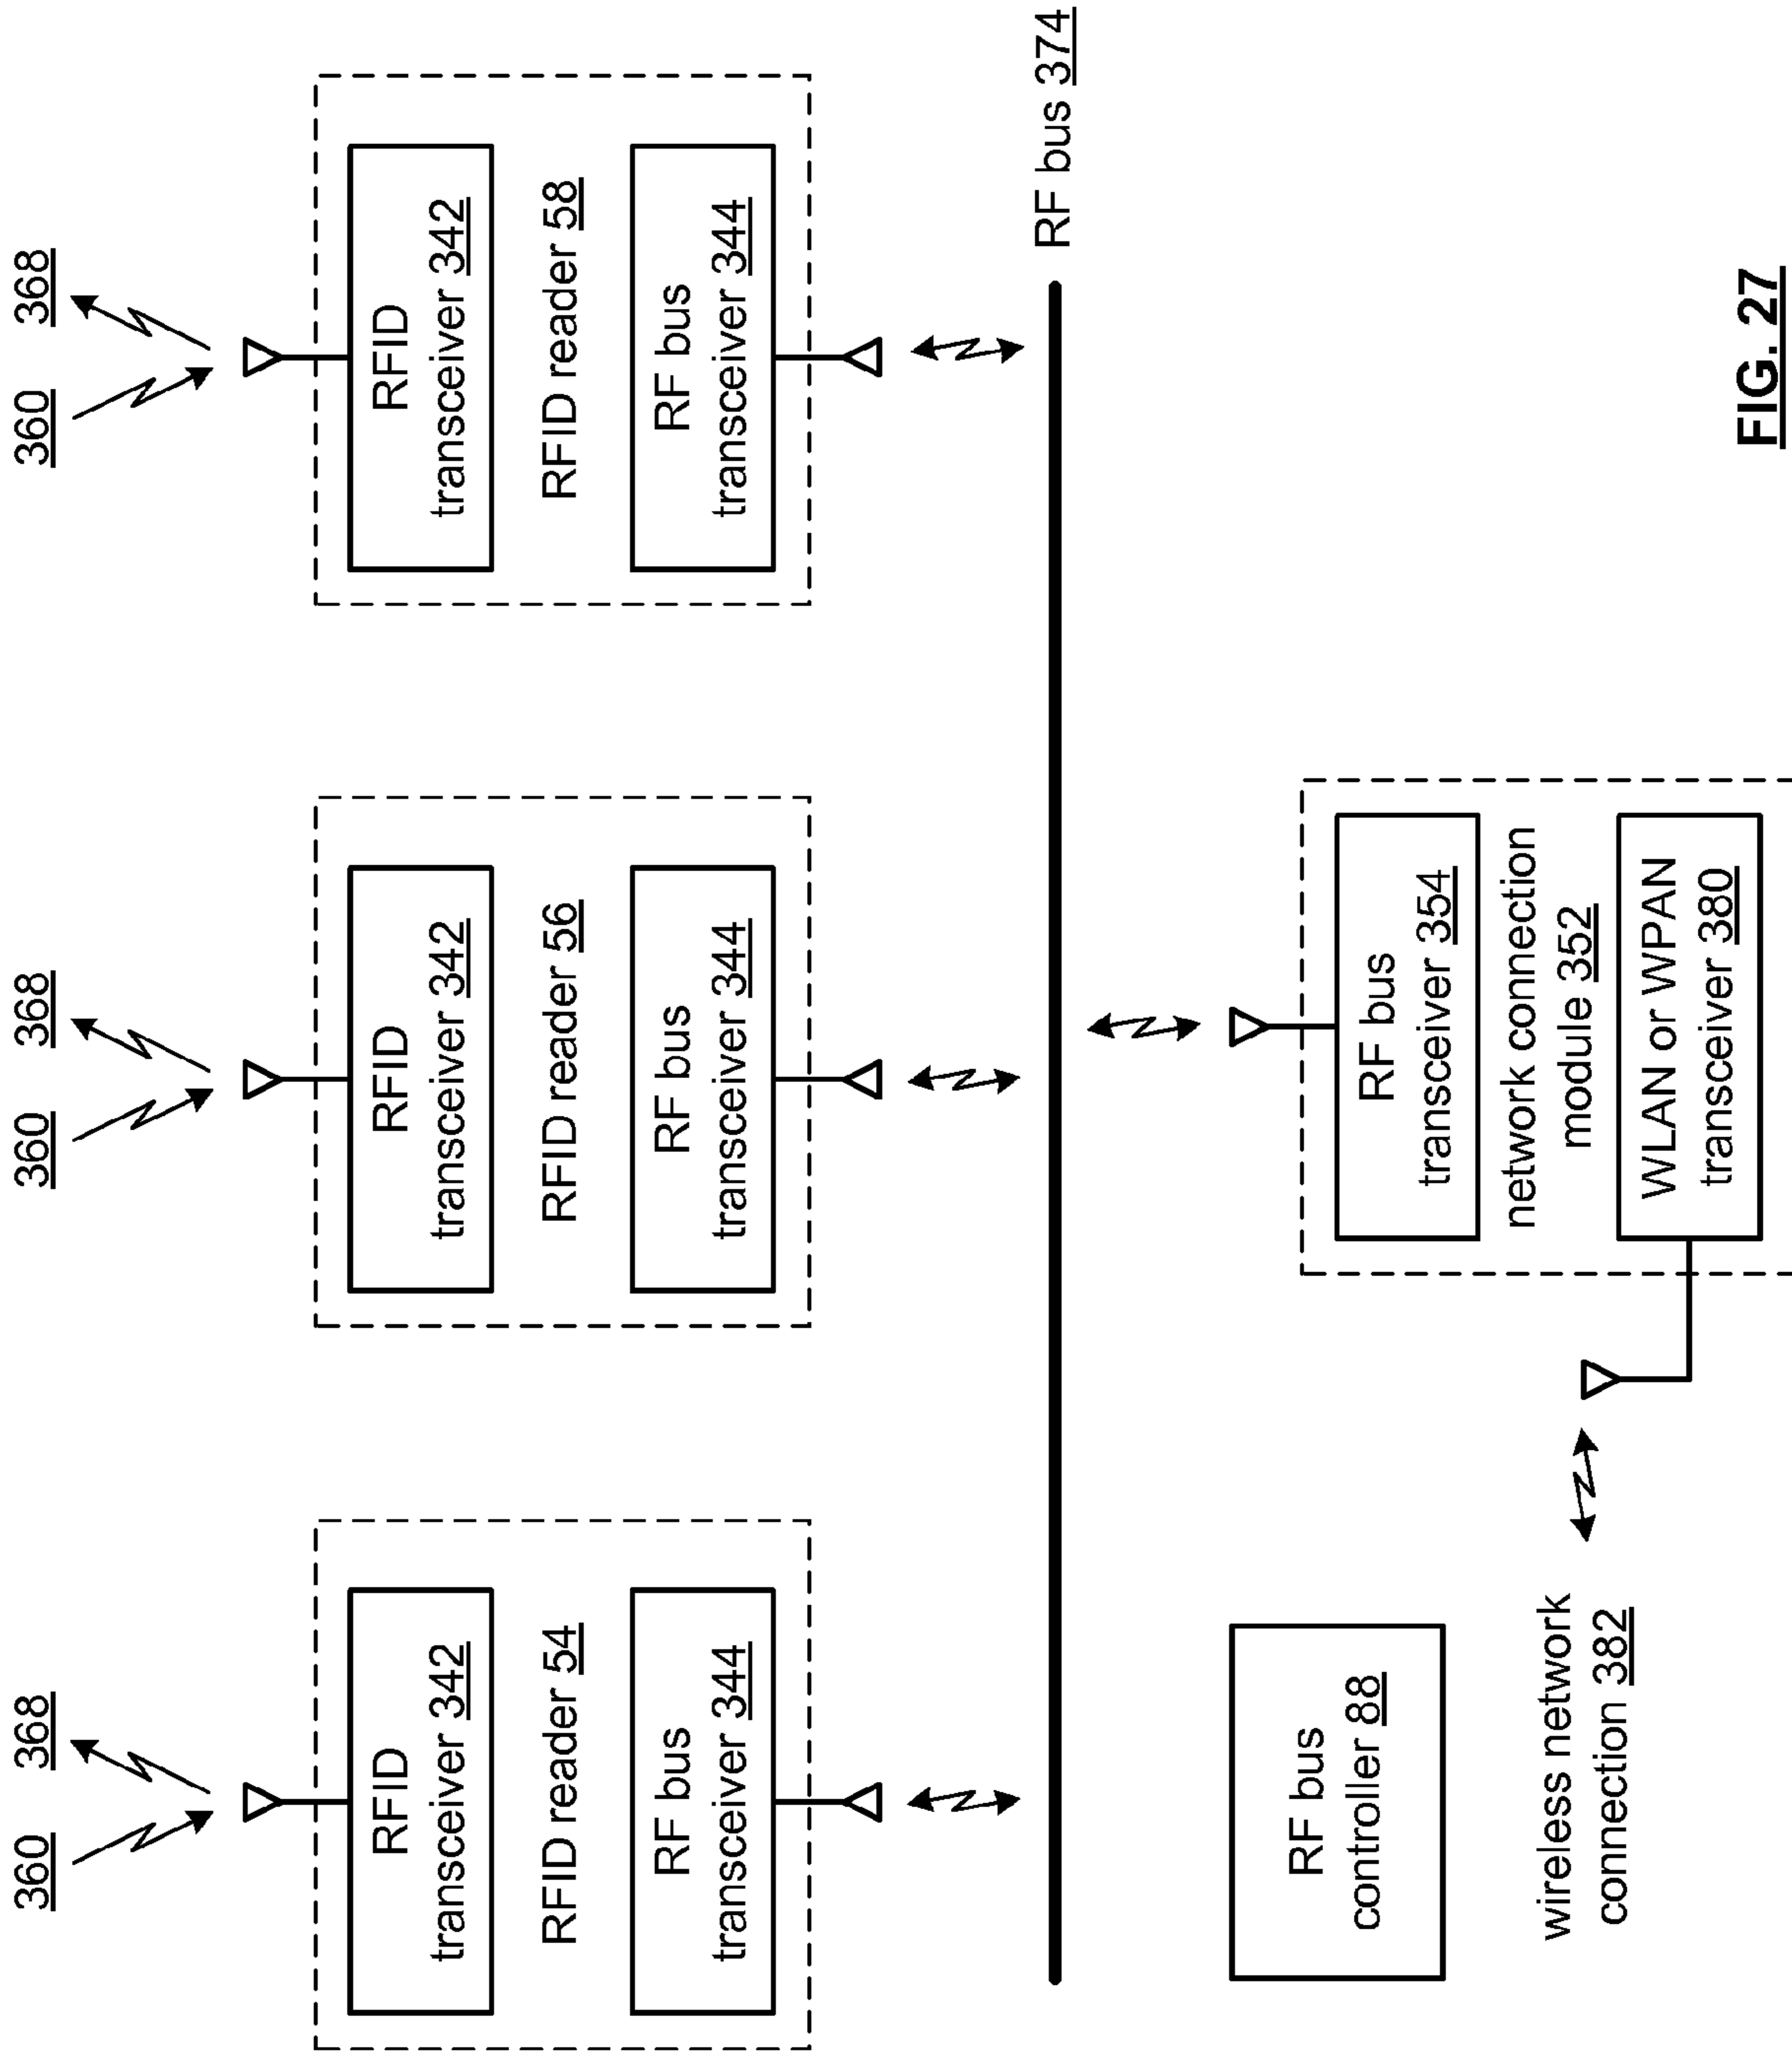 360 368
360 368
360 368
RFID
transceiver 342
RFID reader 54
RF bus
transceiver 344
RFID
transceiver 342
RFID reader 56
RF bus
transceiver 344
RFID
transceiver 342
RFID reader 58
RF bus
transceiver 344
RF bus 374
RF bus
controller 88
wireless network
connection 382
RF bus
transceiver 354
network connection
module 352
WLAN or WPAN
transceiver 380
FIG. 27